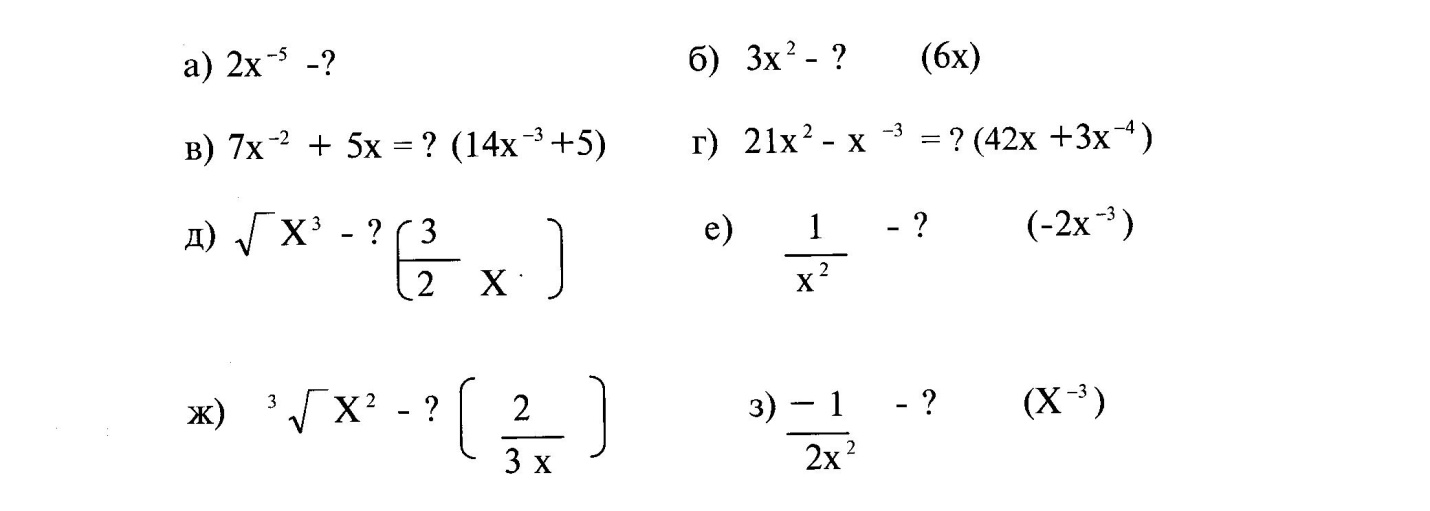 а) 2x⁻⁵ -? б) 3x² - ? (6x)
в) 7x⁻² + 5x = ? (14x⁻³ +5) г) 21x² - x ⁻³ = ? (42x +3x⁻⁴ )
д) √ X³ - ? ( 3/2 X ) е) 1/x² - ? (-2x⁻³ )
ж) ³√ X² - ? ( 2/3 x ) з) − 1/2x² - ? (X⁻³ )